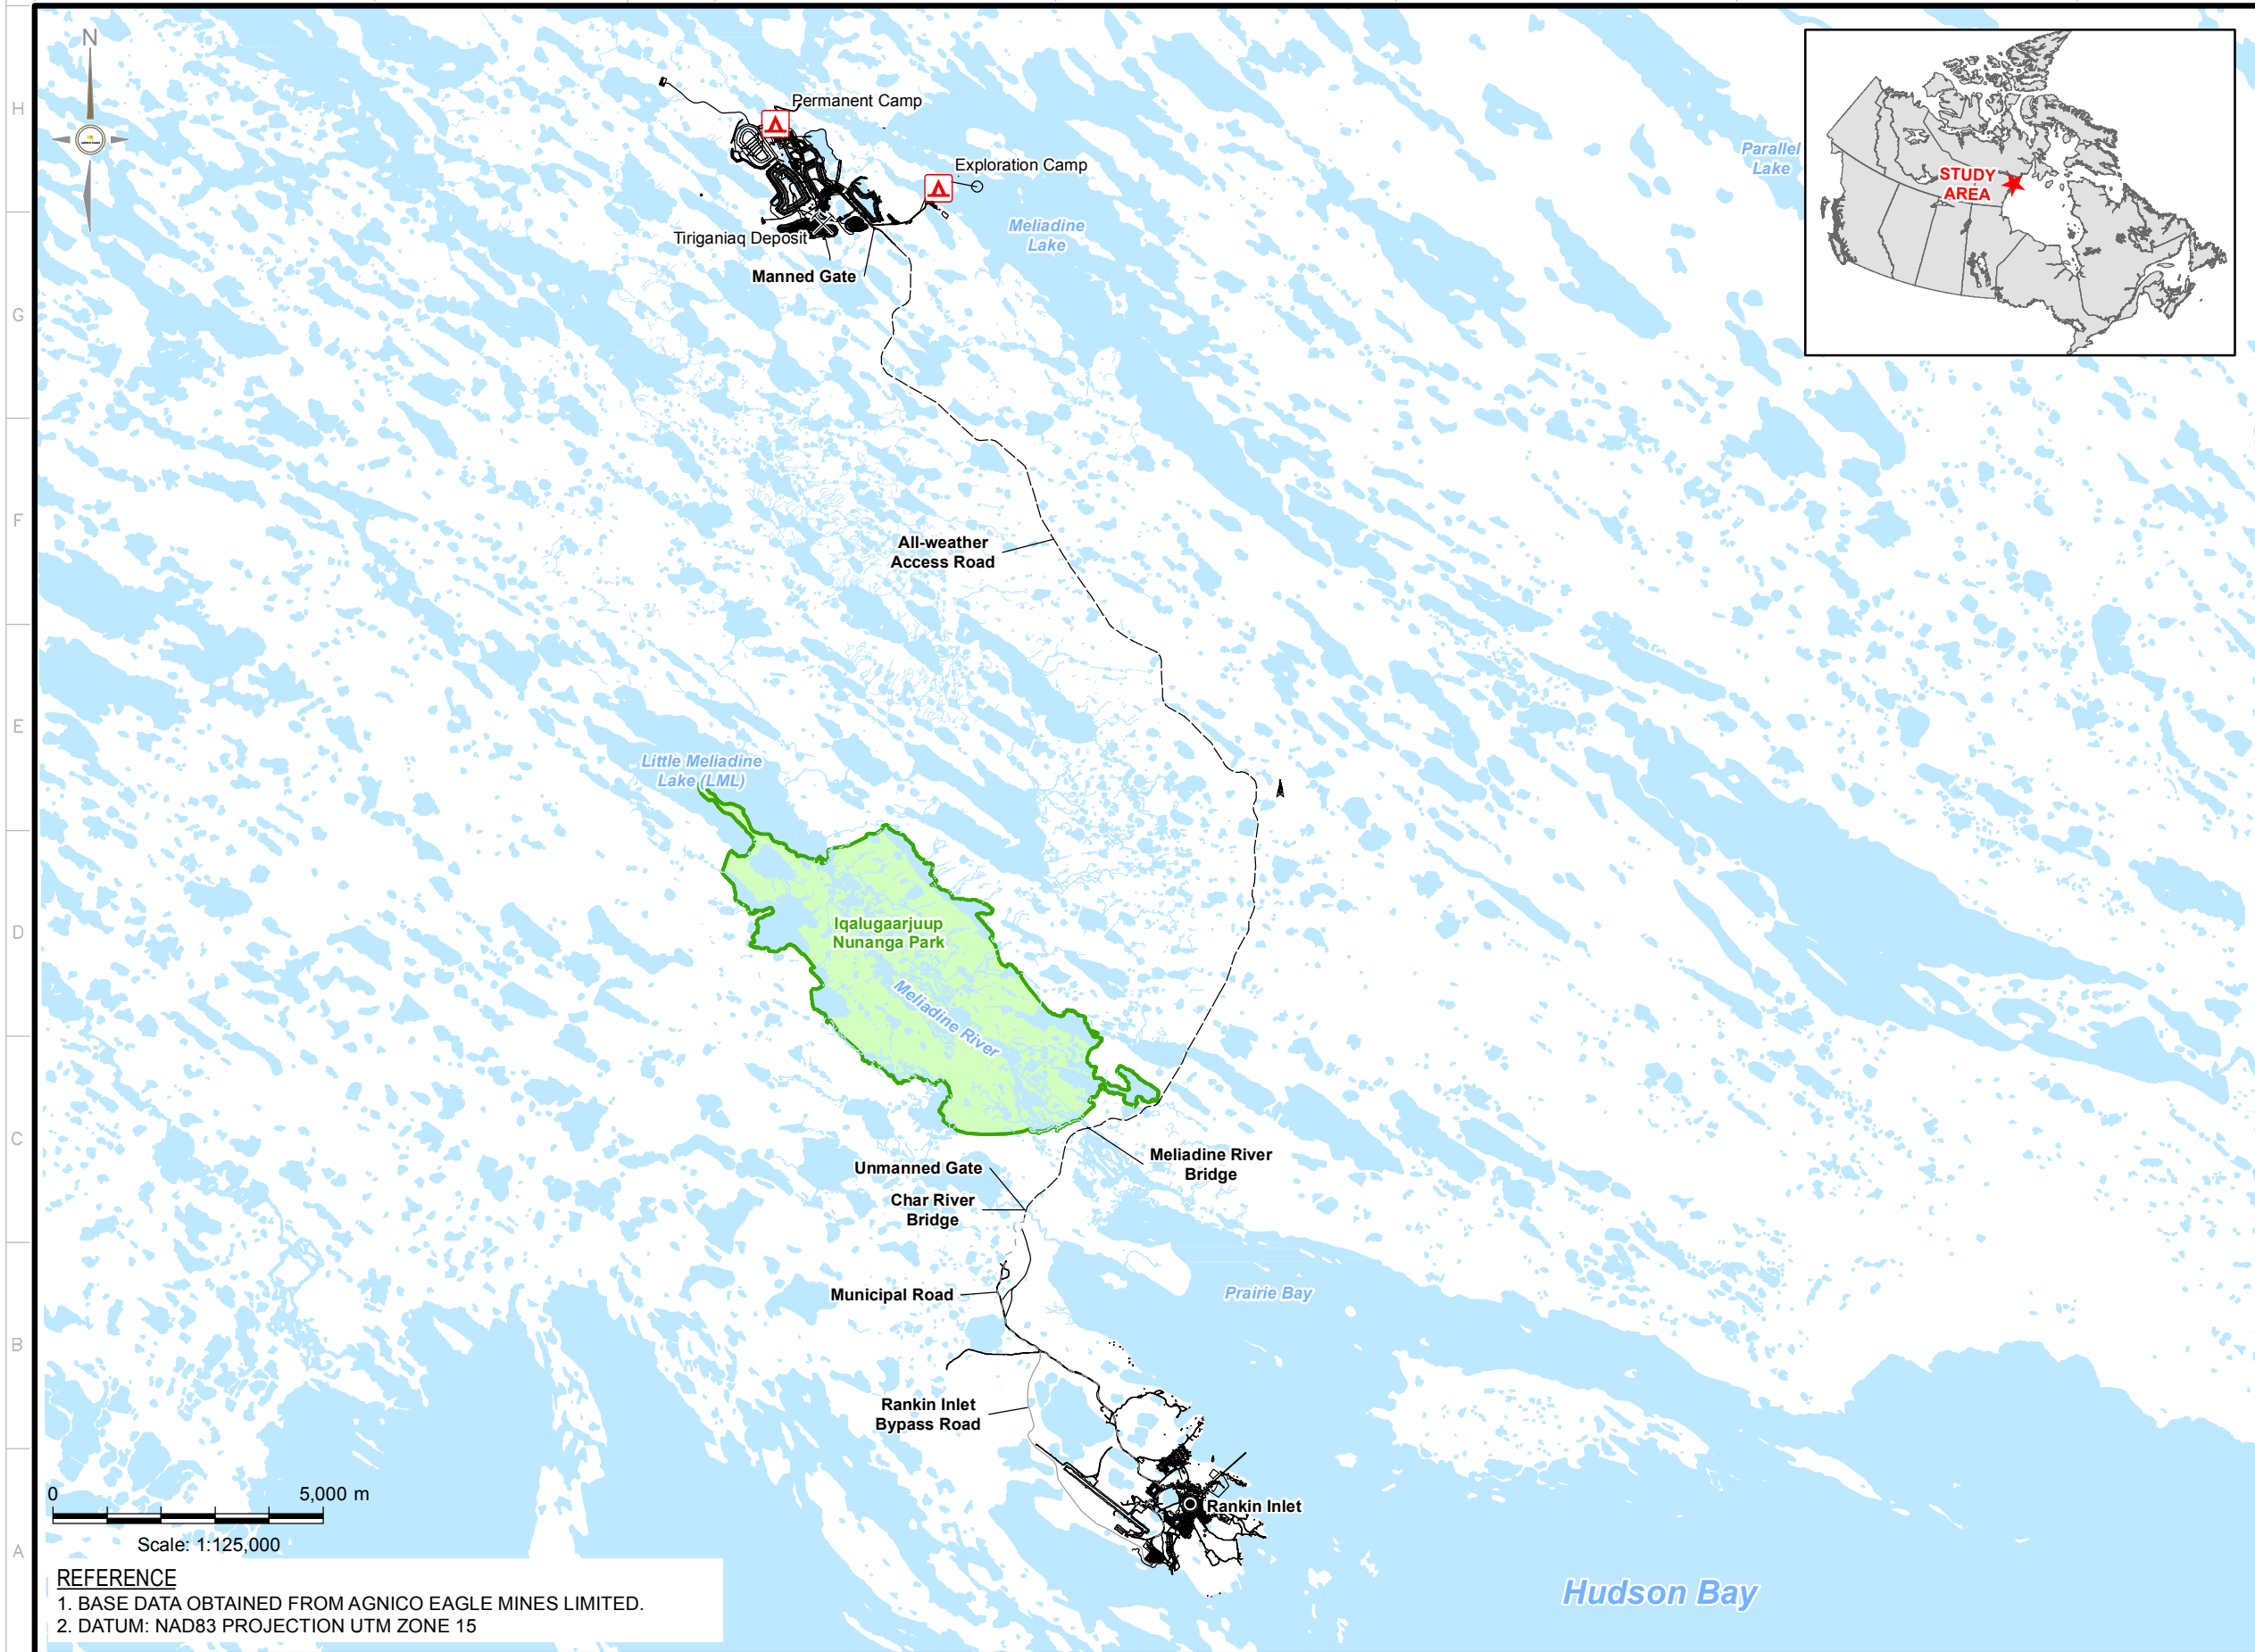 N
H
G
F
E
D
C
B
A
Permanent Camp
Exploration Camp
Parallel
Lake
STUDY
AREA
Meliadine
Lake
Tiriganiaq Deposit
Manned Gate
All-weather
Access Road
Little Meliadine
Lake (LML)
Iqalugaarjuup
Nunanga Park
Meliadine River
Meliadine River
Bridge
Unmanned Gate
Char River
Bridge
Municipal Road
Prairie Bay
Rankin Inlet
Bypass Road
Rankin Inlet
Hudson Bay
0 5,000 m
Scale: 1:125,000
REFERENCE
1. BASE DATA OBTAINED FROM AGNICO EAGLE MINES LIMITED.
2. DATUM: NAD83 PROJECTION UTM ZONE 15